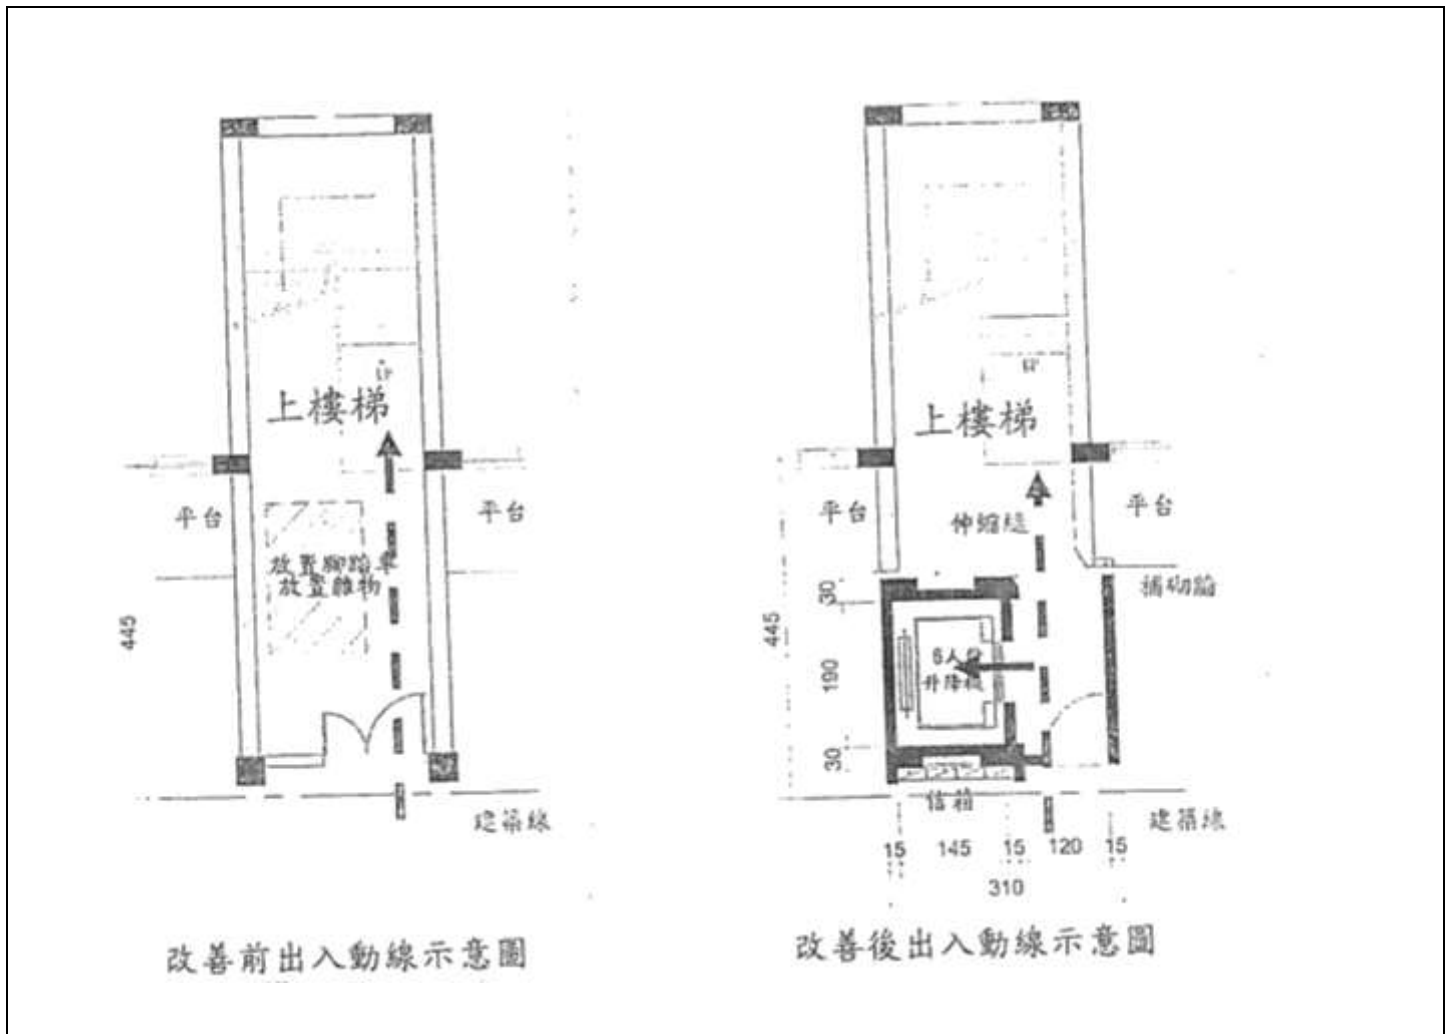 上樓梯
平台
平台
放置腳踏車
放置雜物
445
建築線
改善前出入動線示意圖
上樓梯
平台
伸縮縫
平台
補砌牆
30
445
190
30
6人份
升降機
信箱
建築線
15
145
15
120
15
310
改善後出入動線示意圖